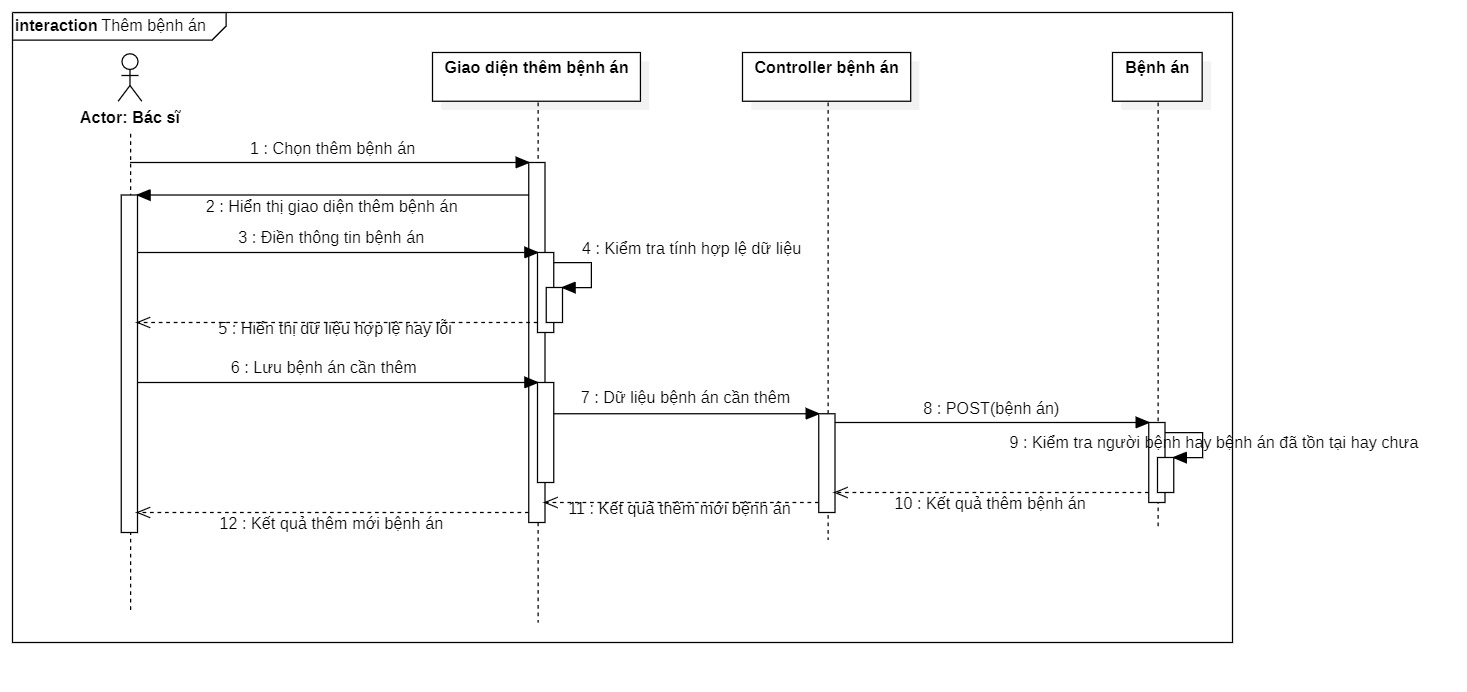 interaction Thêm bệnh án
Giao diện thêm bệnh án
Controller bệnh án
Bệnh án
Actor: Bác sĩ
1 : Chọn thêm bệnh án
2 : Hiển thị giao diện thêm bệnh án
3 : Điền thông tin bệnh án
4 : Kiểm tra tính hợp lệ dữ liệu
5 : Hiển thị dữ liệu hợp lệ hay lỗi
6 : Lưu bệnh án cần thêm
7 : Dữ liệu bệnh án cần thêm
8 : POST(bệnh án)
9 : Kiểm tra người bệnh hay bệnh án đã tồn tại hay chưa
10 : Kết quả thêm bệnh án
11 : Kết quả thêm mới bệnh án
12 : Kết quả thêm mới bệnh án